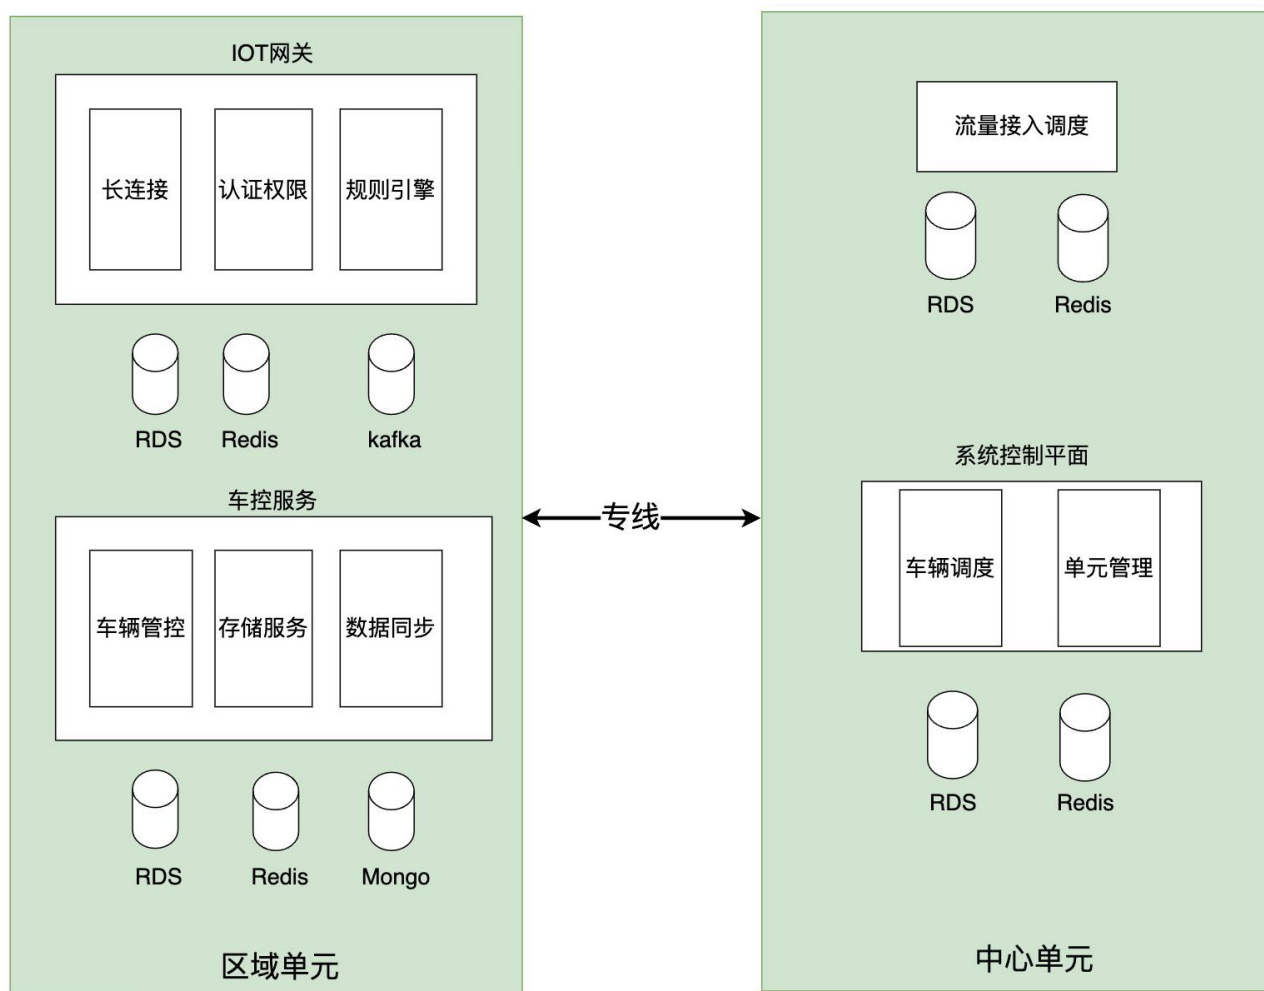 IOT网关
长连接
认证权限
规则引擎
RDS
Redis
kafka
车控服务
车辆管控
存储服务
数据同步
RDS
Redis
Mongo
区域单元
专线
流量接入调度
RDS
Redis
系统控制平面
车辆调度
单元管理
RDS
Redis
中心单元